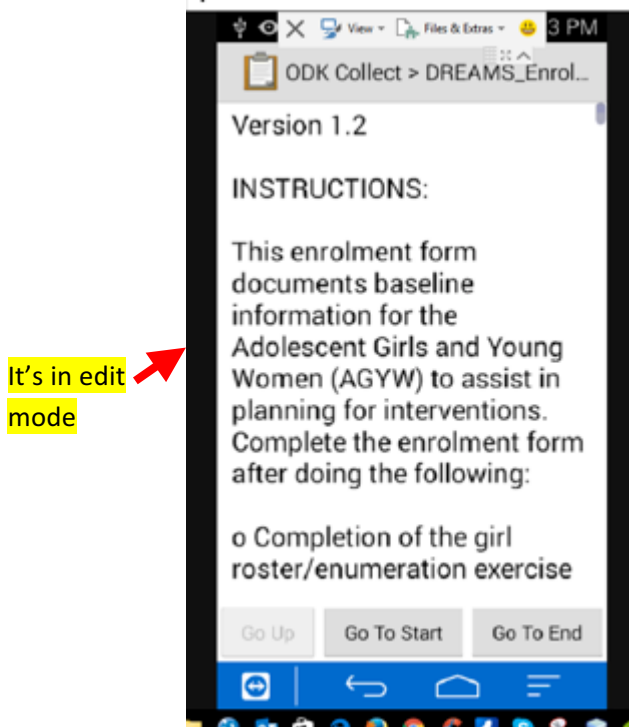 View Files & Extras 3 PM
ODK Collect > DREAMS_Enrol...
Version 1.2
INSTRUCTIONS:
This enrolment form
documents baseline
information for the
Adolescent Girls and Young
Women (AGYW) to assist in
planning for interventions.
Complete the enrolment form
after doing the following:
o Completion of the girl
roster/enumeration exercise
Go Up Go To Start Go To End
It's in edit
mode